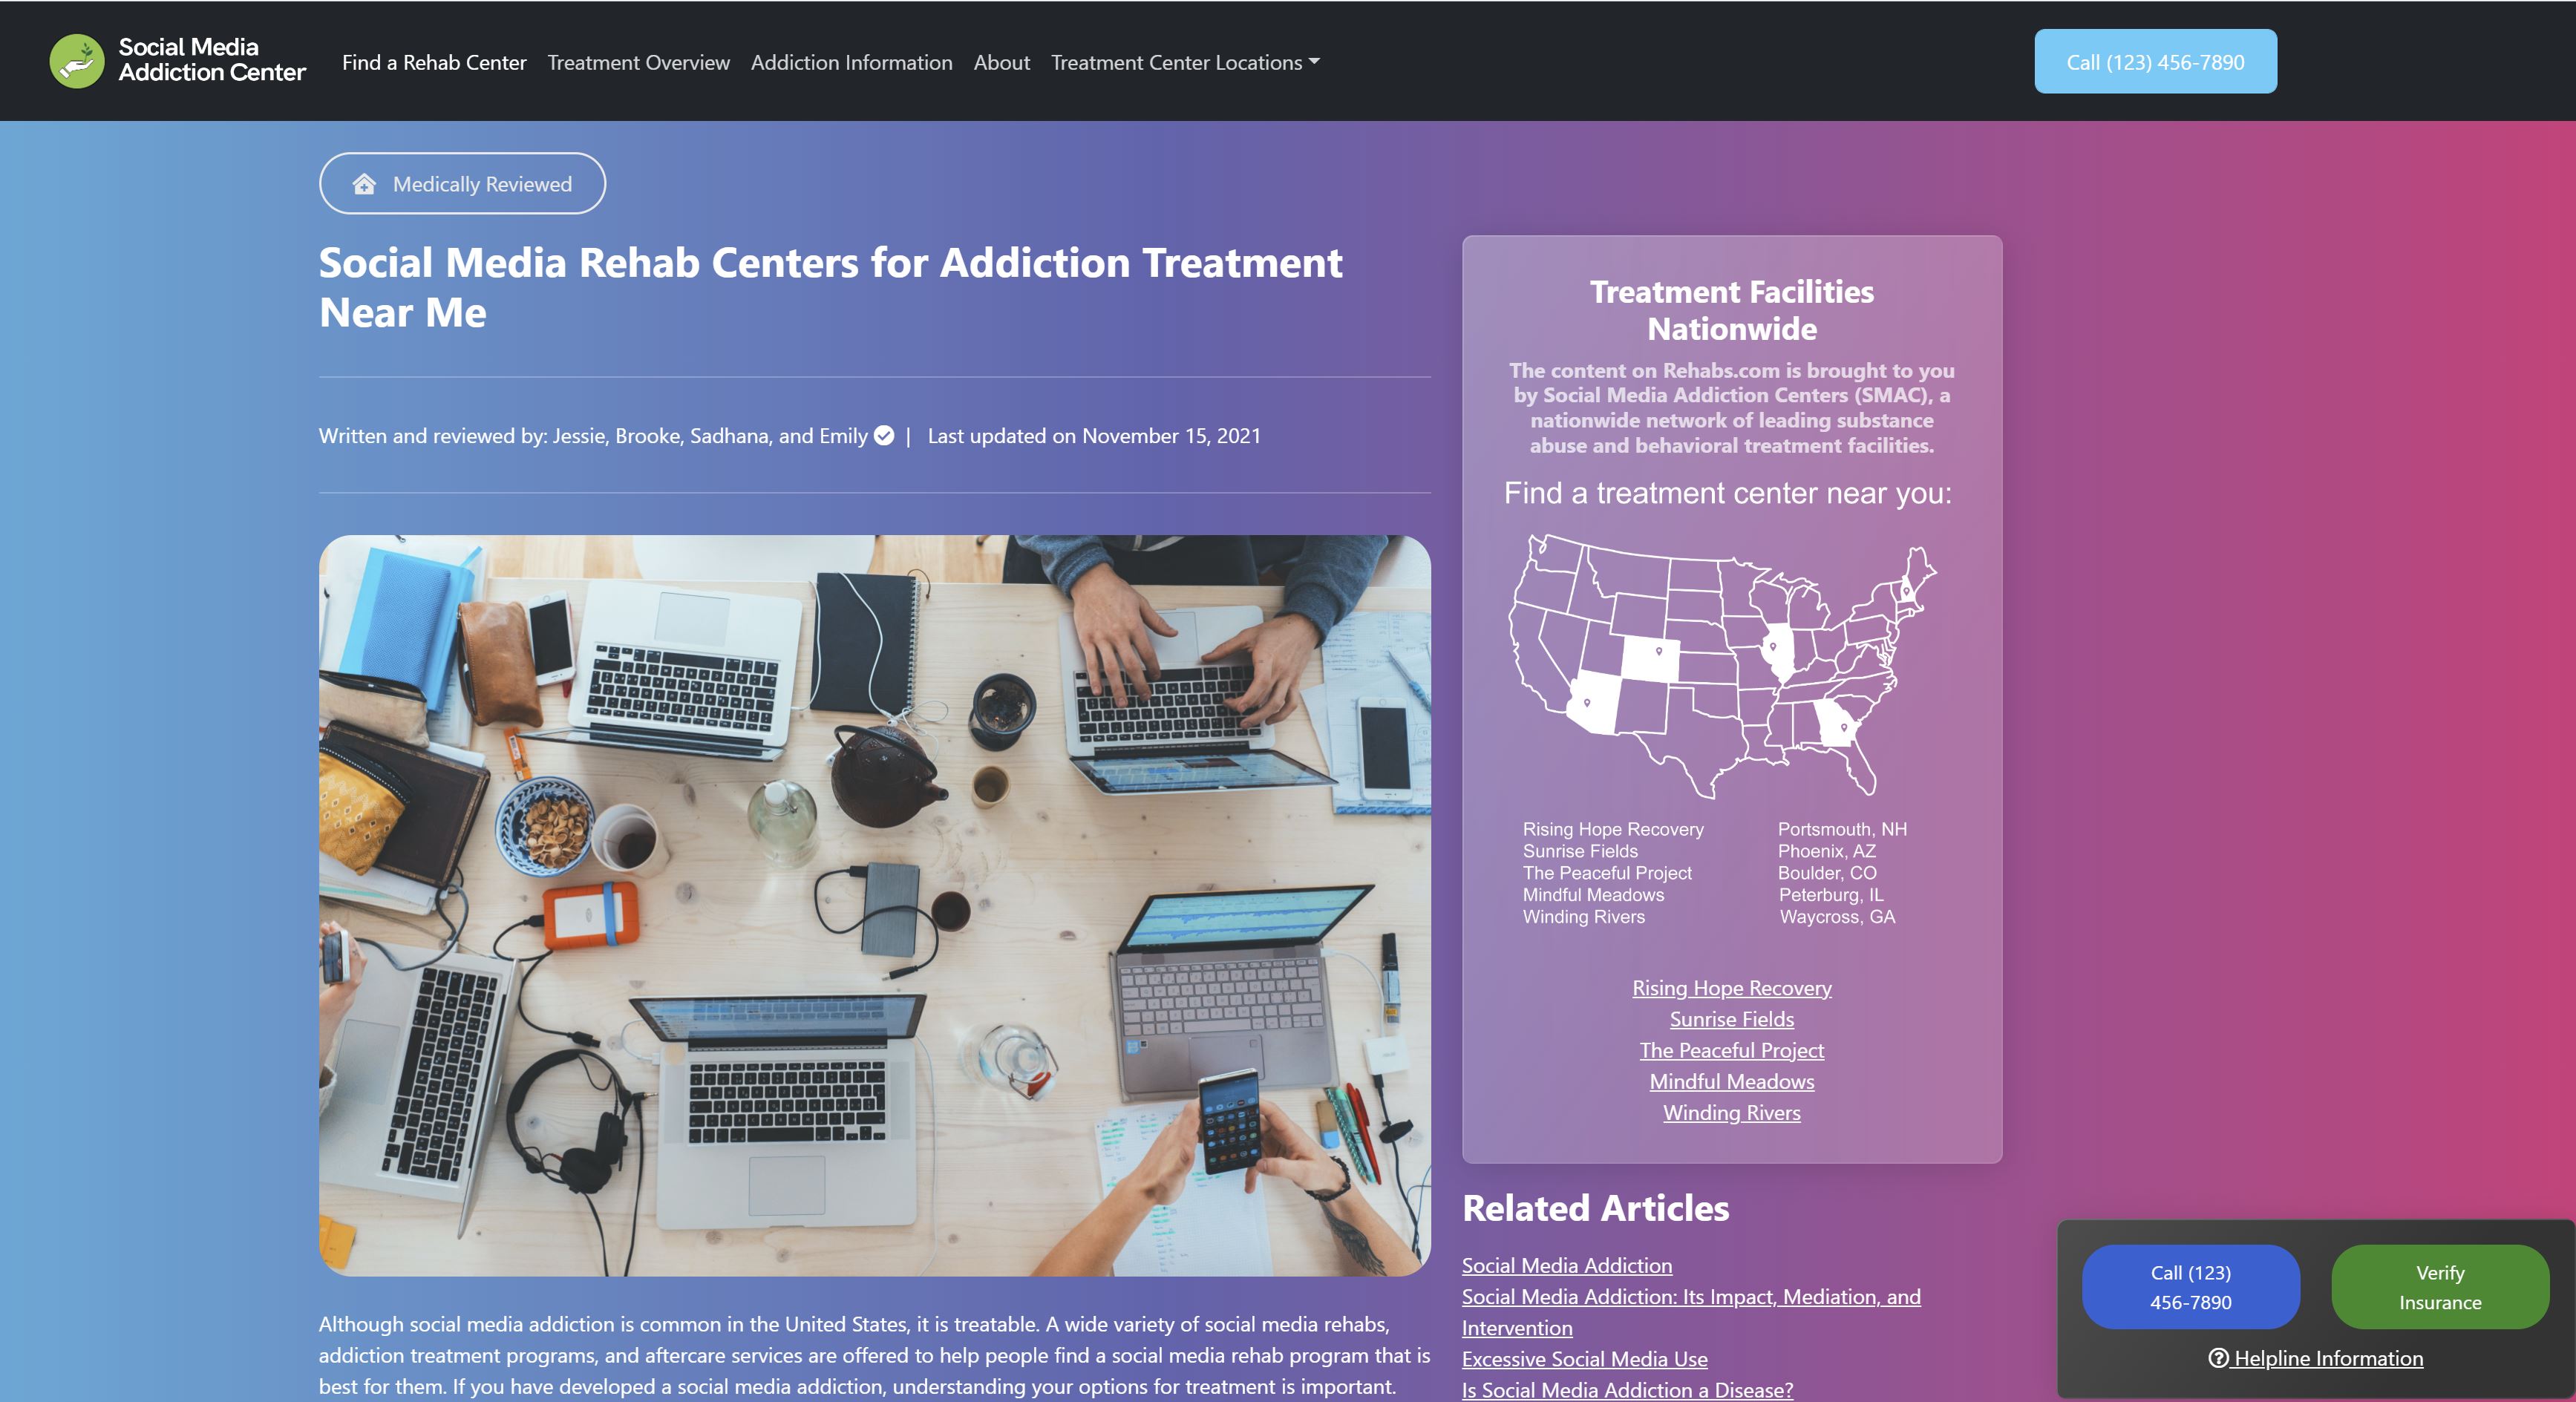 Social Media
Addiction Center
Find a Rehab Center
Treatment Overview
Addiction Information
About
Treatment Center Locations
Call (123) 456-7890
Medically Reviewed
Social Media Rehab Centers for Addiction Treatment
Near Me
Written and reviewed by: Jessie, Brooke, Sadhana, and Emily | Last updated on November 15, 2021
Although social media addiction is common in the United States, it is treatable. A wide variety of social media rehabs,
addiction treatment programs, and aftercare services are offered to help people find a social media rehab program that is
best for them. If you have developed a social media addiction, understanding your options for treatment is important.
Treatment Facilities
Nationwide
The content on Rehabs.com is brought to you
by Social Media Addiction Centers (SMAC), a
nationwide network of leading substance
abuse and behavioral treatment facilities.
Find a treatment center near you:
Rising Hope Recovery Portsmouth, NH
Sunrise Fields Phoenix, AZ
The Peaceful Project Boulder, CO
Mindful Meadows Peterburg, IL
Winding Rivers Waycross, GA
Rising Hope Recovery
Sunrise Fields
The Peaceful Project
Mindful Meadows
Winding Rivers
Related Articles
Social Media Addiction
Social Media Addiction: Its Impact, Mediation, and
Intervention
Excessive Social Media Use
Is Social Media Addiction a Disease?
Call (123)
456-7890
Verify
Insurance
Helpline Information